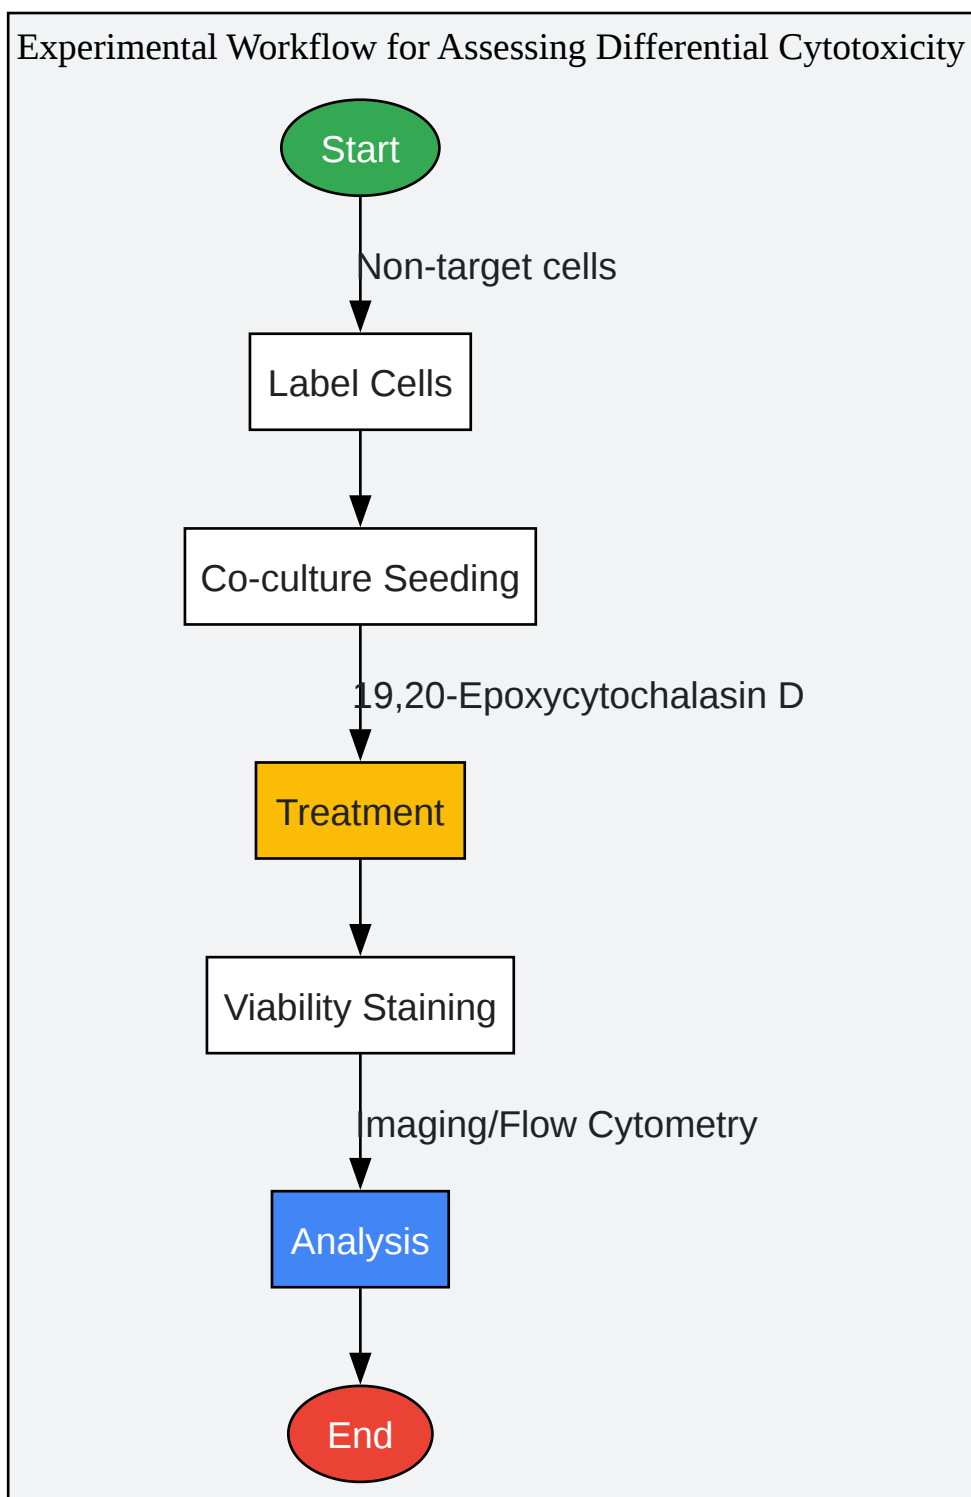 Experimental Workflow for Assessing Differential Cytotoxicity
Start
Non-target cells
Label Cells
Co-culture Seeding
19,20-Epoxycytochalasin D
Treatment
Viability Staining
Imaging/Flow Cytometry
Analysis
End